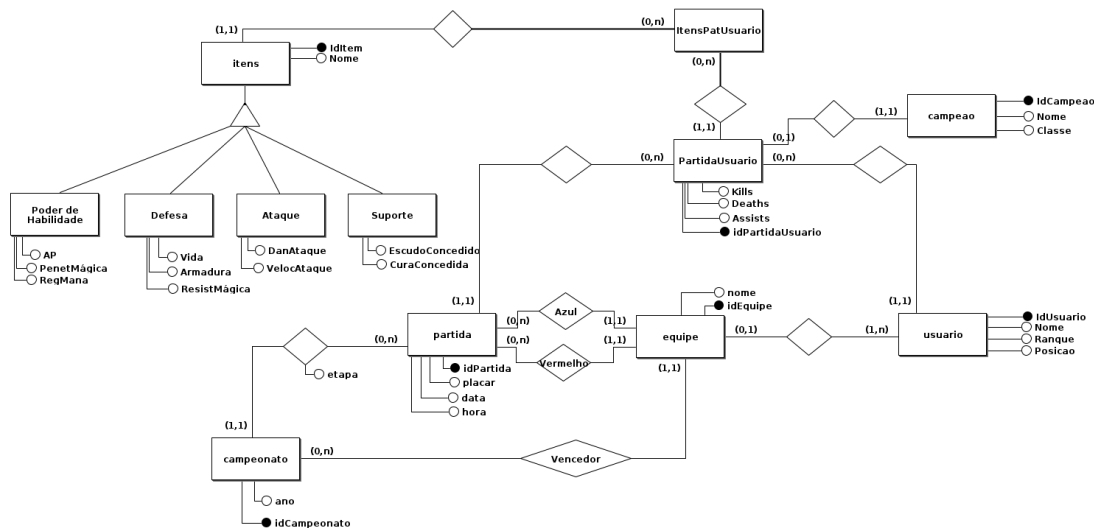 (1,1)
(0,n)
ItensPatUsuario
itens
IdItem
Nome
(0,n)
(1,1)
(0,1)
(1,1)
campeao
IdCampeao
Nome
Classe
(0,n)
PartidaUsuario
(0,n)
Kills
Deaths
Assists
idPartidaUsuario
Poder de
Habilidade
AP
PenetMágica
RegMana
Defesa
Vida
Armadura
ResistMágica
Ataque
DanAtaque
VelocAtaque
Suporte
EscudoConcedido
CuraConcedida
(1,1)
(1,1)
partida
(0,n)
Azul
(1,1)
(0,n)
Vermelho
(1,1)
nome
idEquipe
equipe
(0,1)
(1,n)
usuario
IdUsuario
Nome
Ranque
Posicao
(0,n)
etapa
idPartida
placar
data
hora
(1,1)
(1,1)
campeonato
(0,n)
Vencedor
ano
idCampeonato